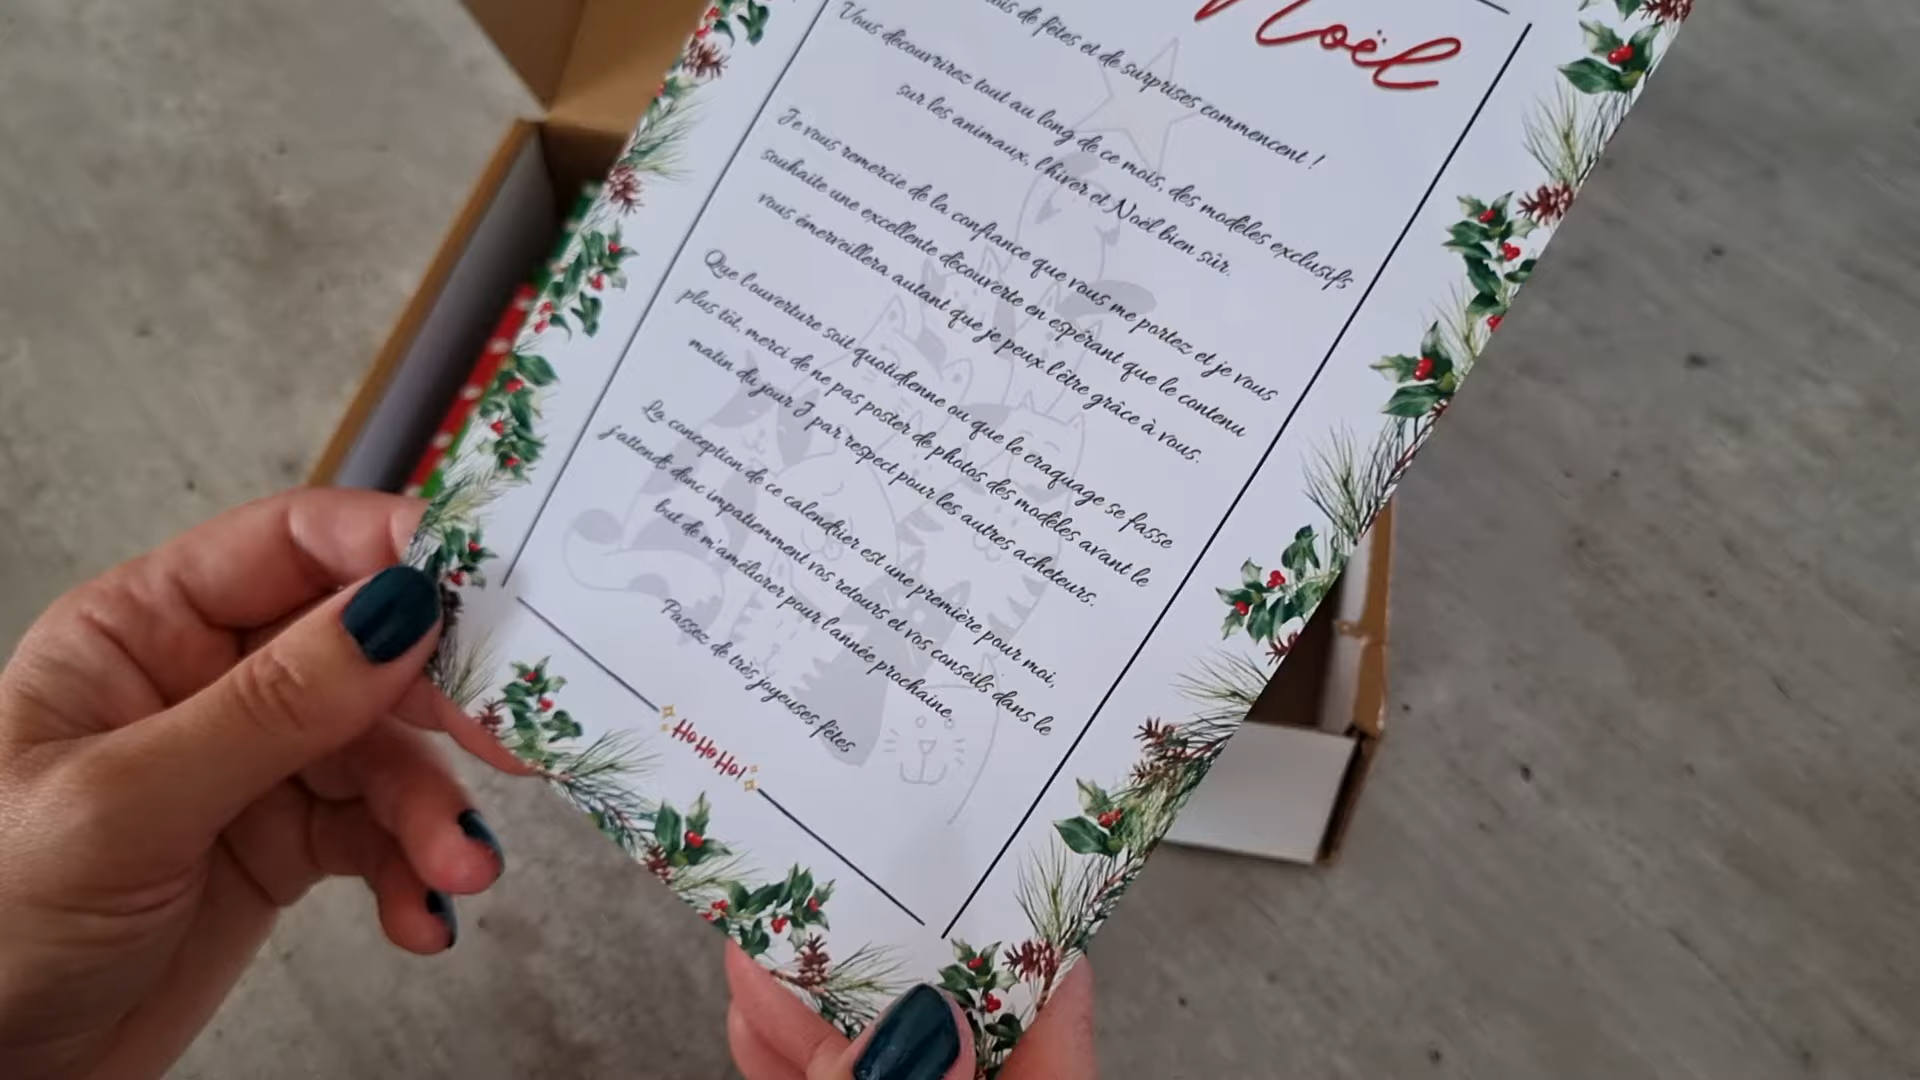 Noël
de fêtes et de surprises commencent !
Vous découvrirez tout au long de ce mois, des modèles exclusifs
sur les animaux, l'hiver et Noël bien sûr.
Je vous remercie de la confiance que vous me portez et je vous
souhaite une excellente découverte en espérant que le contenu
vous émerveillera autant que je peux l'être grâce à vous.
Que l'ouverture soit quotidienne ou que le craquage se fasse
plus tôt, merci de ne pas poster de photos des modèles avant le
matin du jour J par respect pour les autres acheteurs.
La conception de ce calendrier est une première pour moi,
j'attends donc impatiemment vos retours et vos conseils dans le
but de m'améliorer pour l'année prochaine.
Passez de très joyeuses fêtes
HoHoHo!